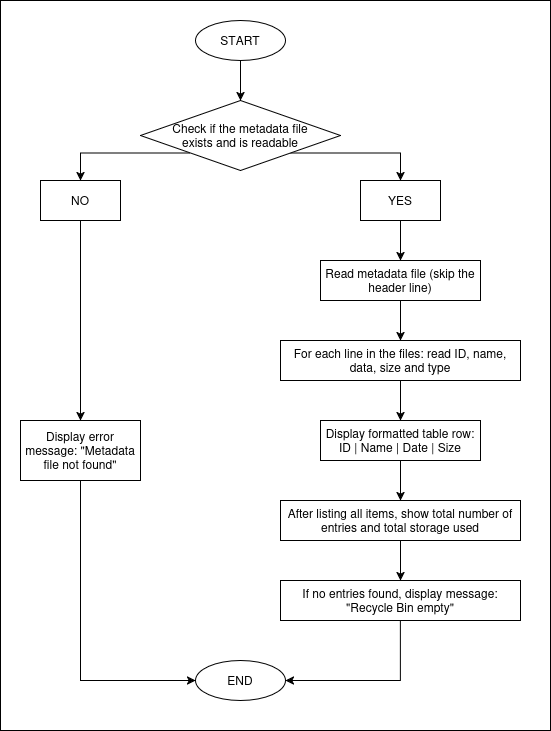 START
Check if the metadata file
exists and is readable
NO
YES
Read metadata file (skip the
header line)
For each line in the files: read ID, name,
data, size and type
Display error
message: "Metadata
file not found"
Display formatted table row:
ID | Name | Date | Size
After listing all items, show total number of
entries and total storage used
If no entries found, display message:
"Recycle Bin empty"
END